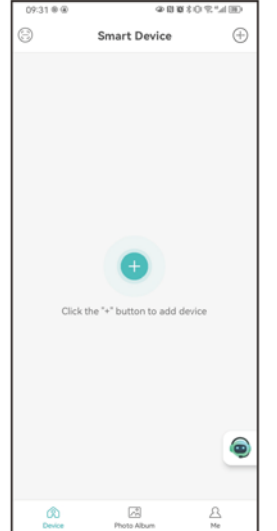 09:31
Smart Device
Click the "+" button to add device
Device
Photo Album
Me